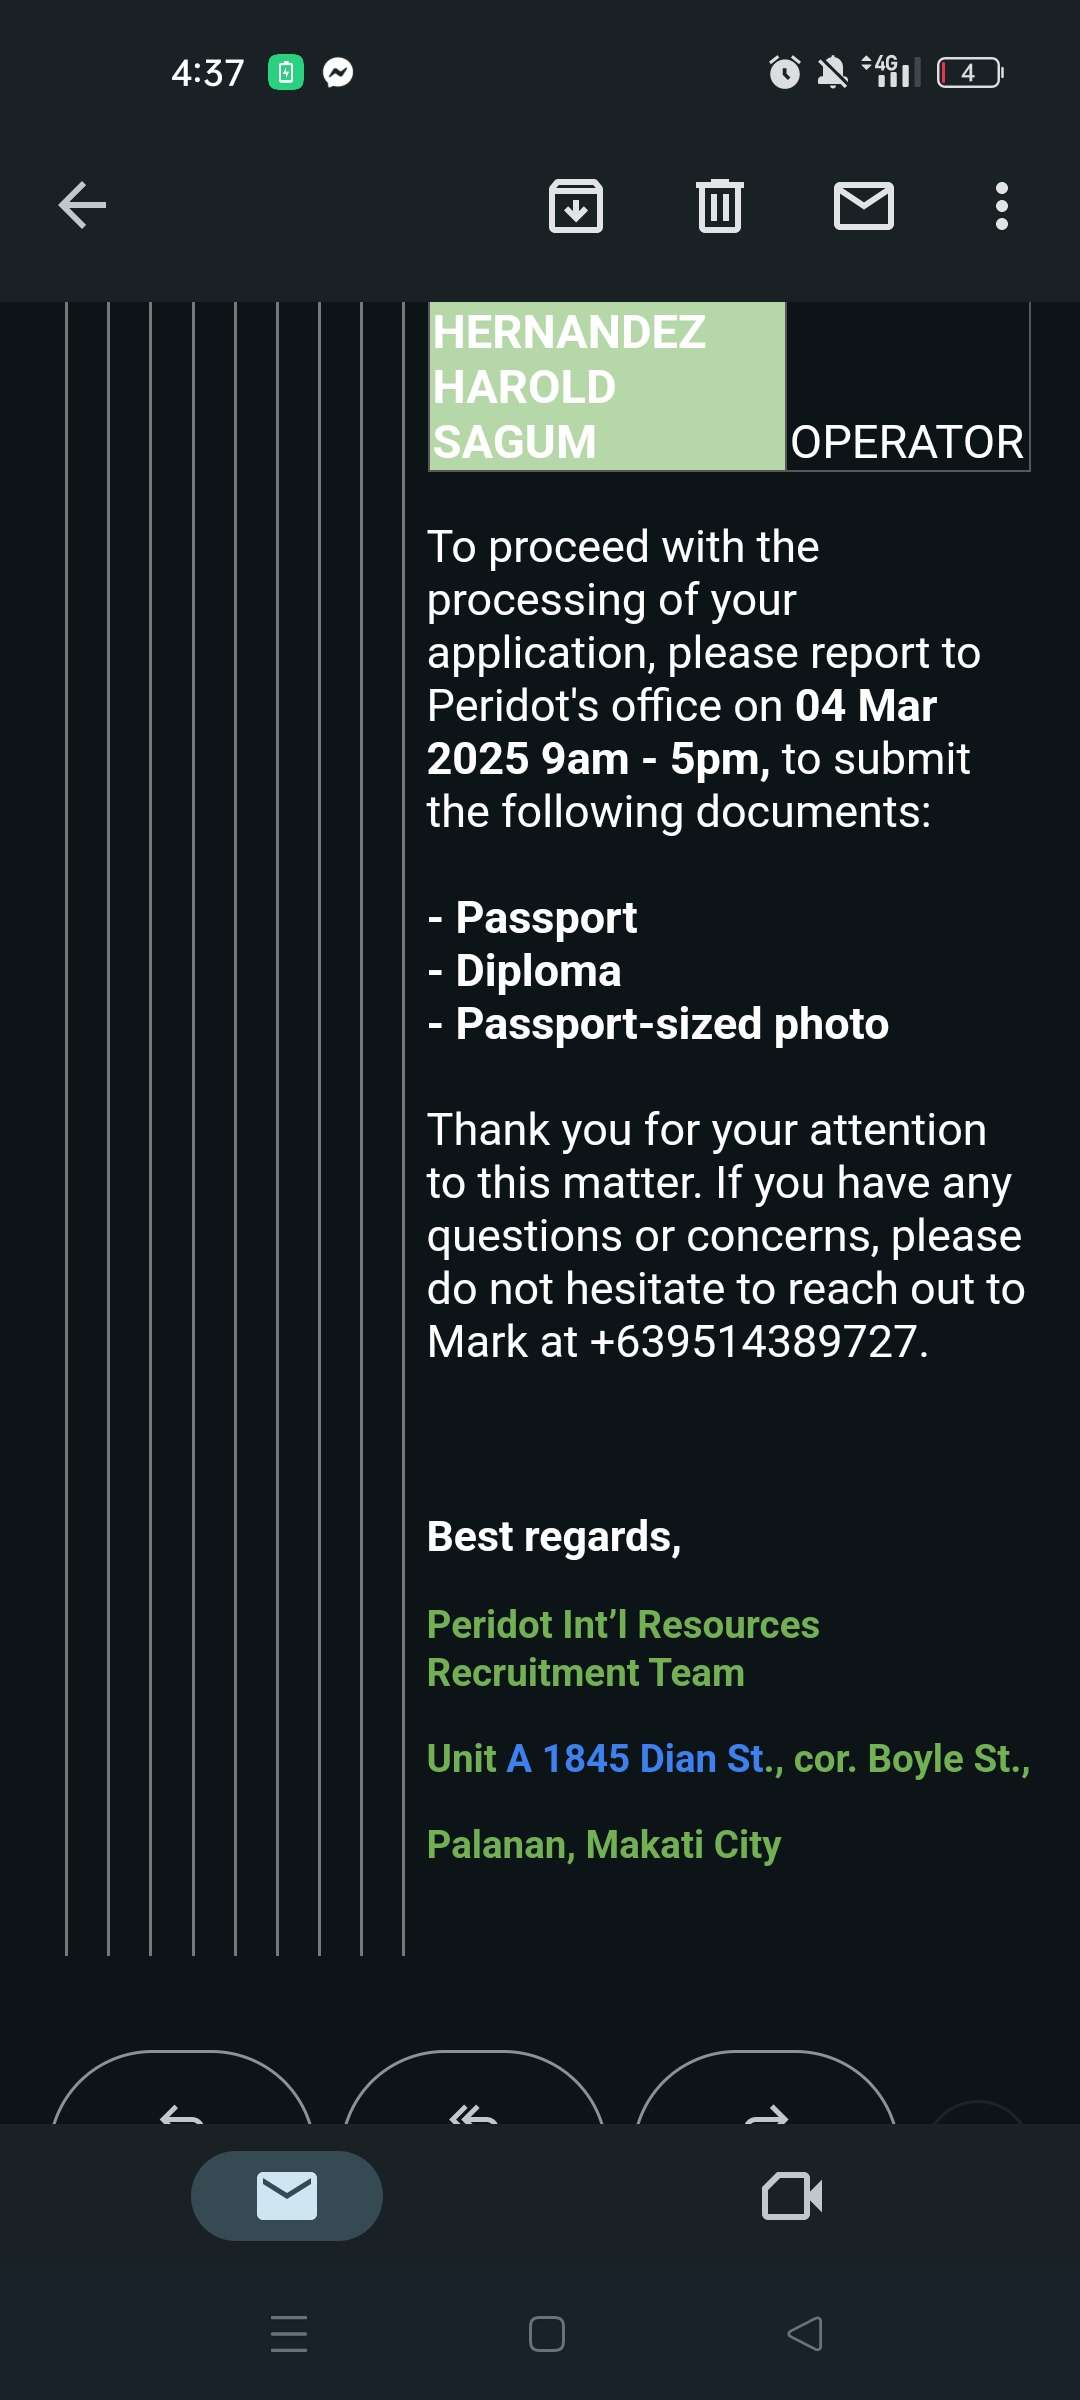 4:37
4G
4
HERNANDEZ
HAROLD
SAGUM
OPERATOR
To proceed with the
processing of your
application, please report to
Peridot's office on 04 Mar
2025 9am - 5pm, to submit
the following documents:
- Passport
- Diploma
- Passport-sized photo
Thank you for your attention
to this matter. If you have any
questions or concerns, please
do not hesitate to reach out to
Mark at +639514389727.
Best regards,
Peridot Int’l Resources
Recruitment Team
Unit A 1845 Dian St., cor. Boyle St.,
Palanan, Makati City